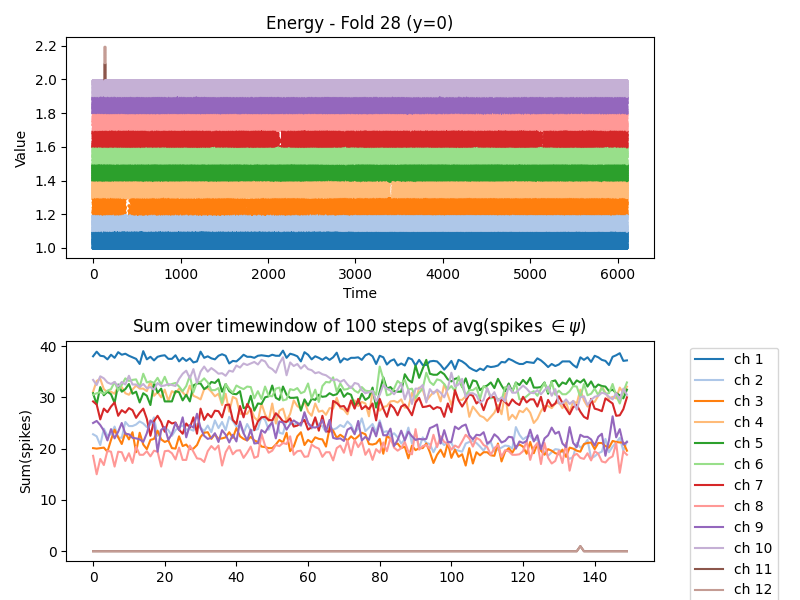 Energy - Fold 28 (y=0)
Value
2.2
2.0
1.8
1.6
1.4
1.2
1.0
0
1000
2000
3000
4000
5000
6000
Time
Sum over timewindow of 100 steps of avg(spikes ∈ ψ)
Sum(spikes)
40
30
20
10
0
0
20
40
60
80
100
120
140
ch 1
ch 2
ch 3
ch 4
ch 5
ch 6
ch 7
ch 8
ch 9
ch 10
ch 11
ch 12